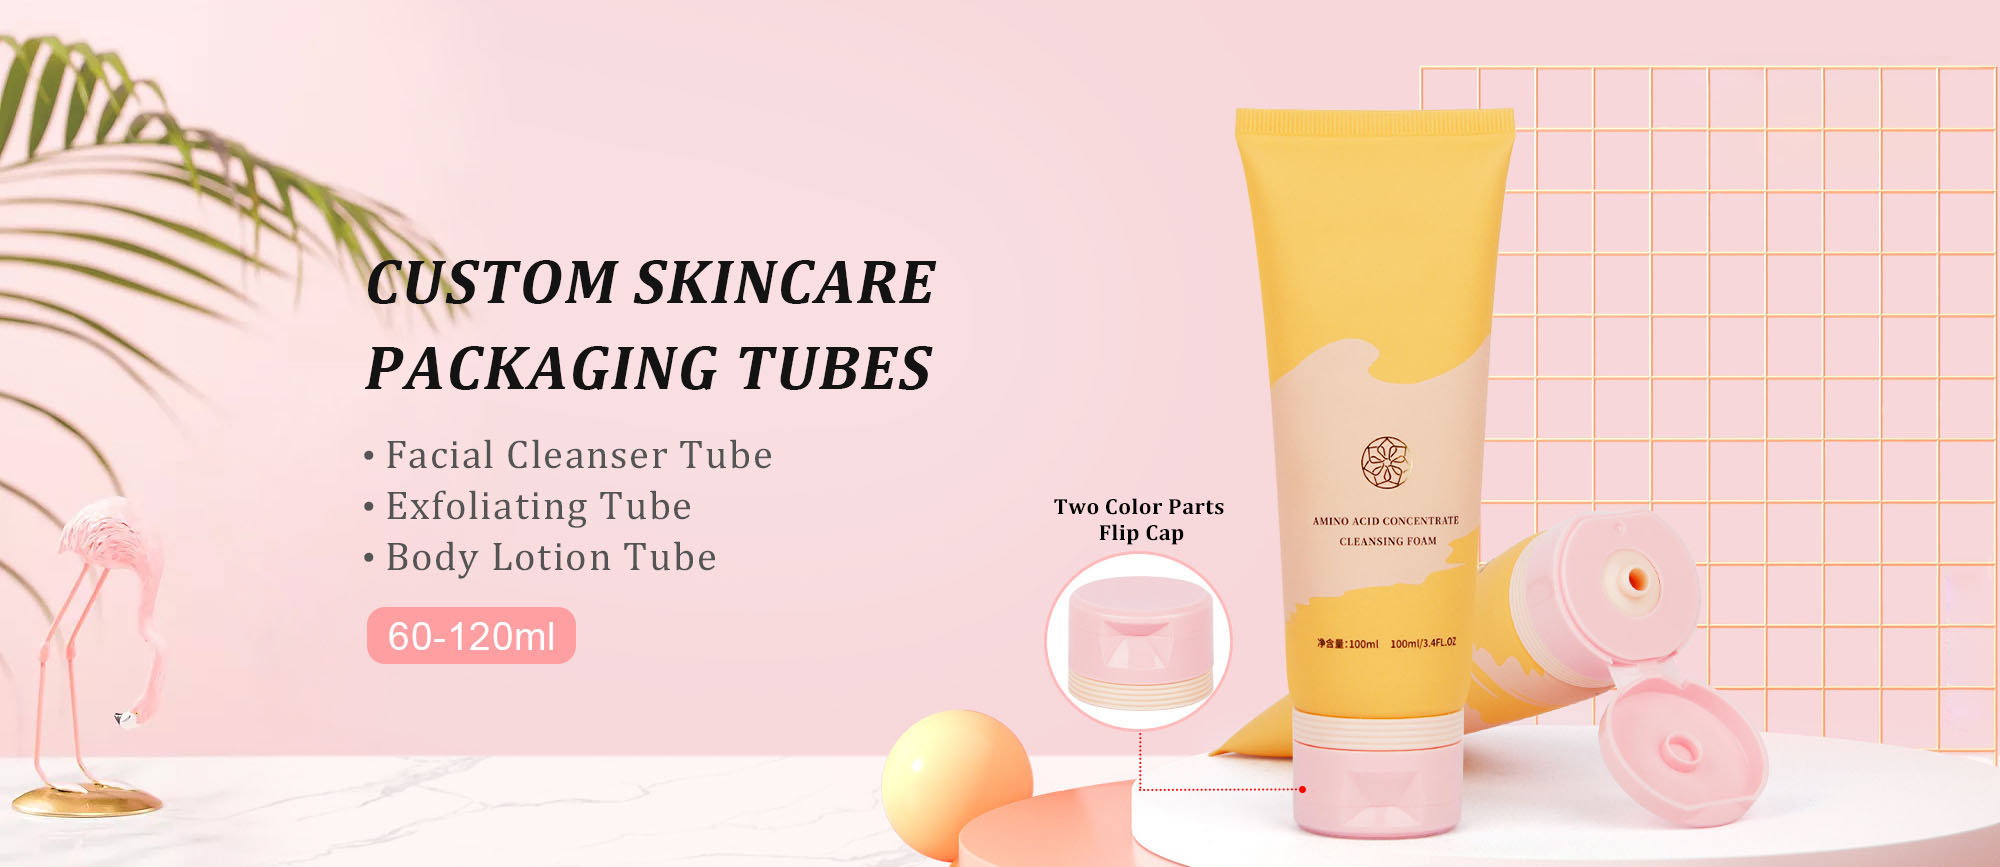 CUSTOM SKINCARE
PACKAGING TUBES
• Facial Cleanser Tube
• Exfoliating Tube
• Body Lotion Tube
60-120ml
Two Color Parts
Flip Cap
AMINO ACID CONCENTRATE
CLEANSING FOAM
净含量:100ml 100ml/3.4FL.OZ